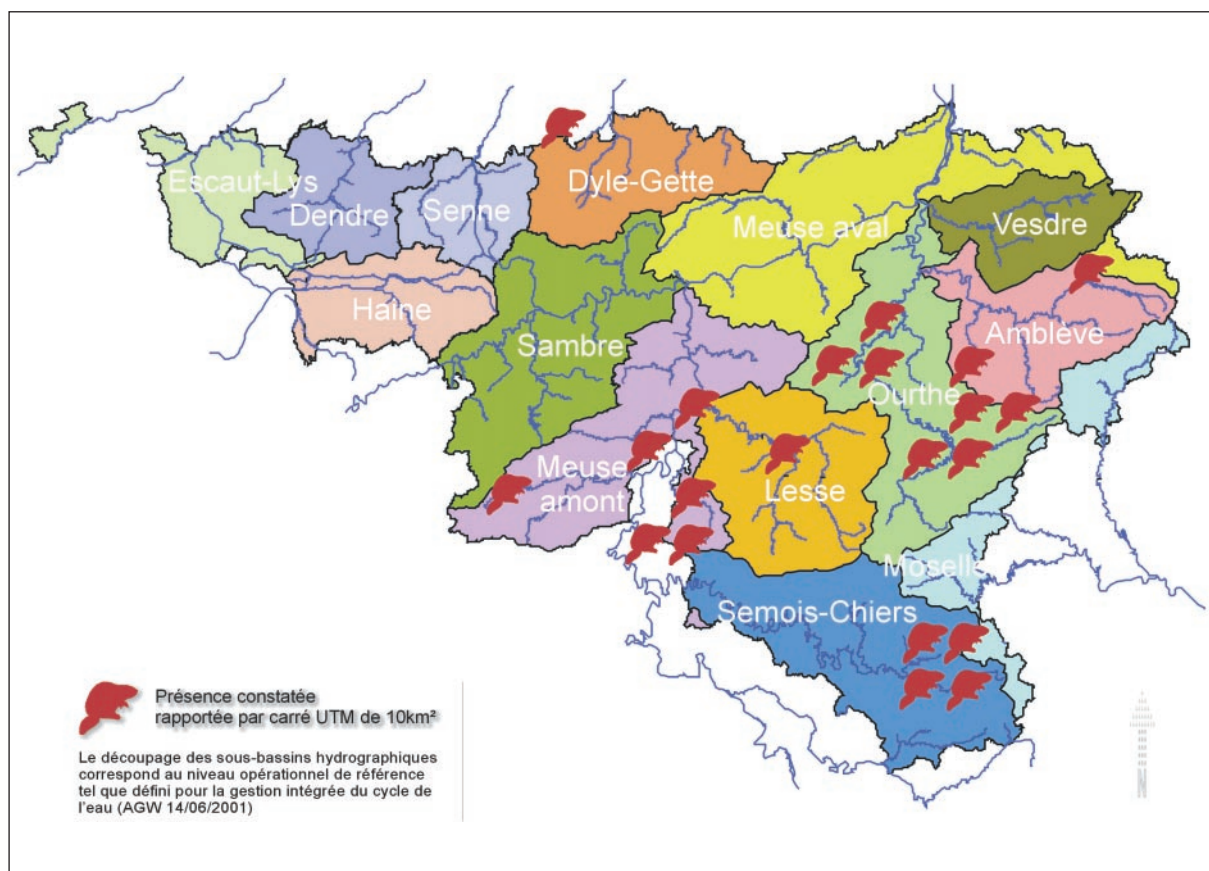 Escaut-Lys
Dendre
Senne
Dyle-Gette
Meuse aval
Vesdre
Haine
Sambre
Amblève
Ourthe
Meuse
amont
Lesse
Moselle
Semois-Chiers
Présence constatée
rapportée par carré UTM de 10km²
Le découpage des sous-bassins hydrographiques
correspond au niveau opérationnel de référence
tel que défini pour la gestion intégrée du cycle de
l'eau (AGW 14/06/2001)
N